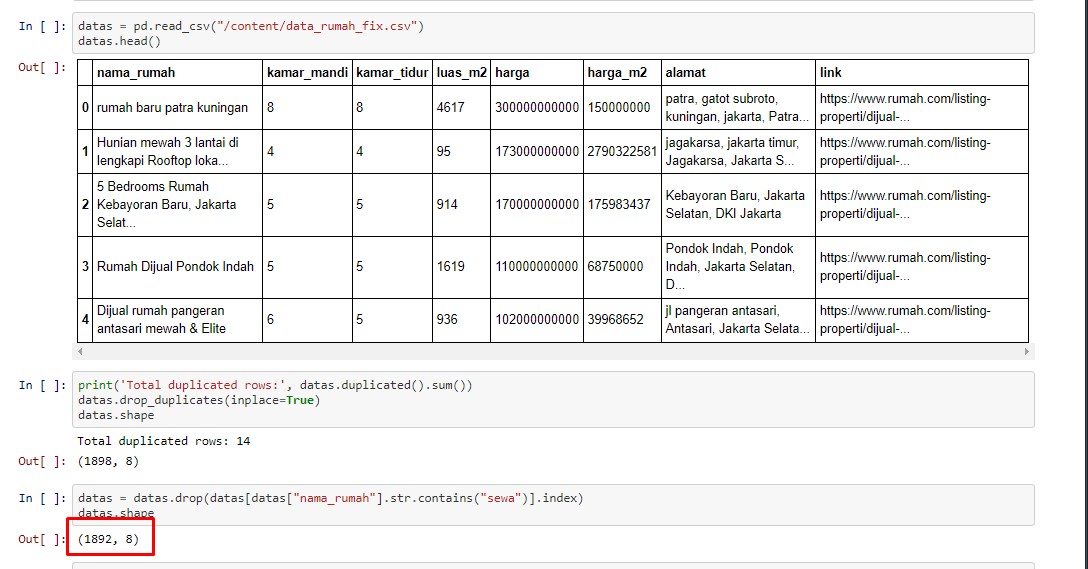 In [ ]: datas = pd.read_csv("/content/data_rumah_fix.csv")
datas.head()
Out[ ]:
nama_rumah kamar_mandi kamar_tidur luas_m2 harga harga_m2 alamat link
0 rumah baru patra kuningan 8 8 4617 300000000000 150000000 patra, gatot subroto, kuningan, jakarta, Patra... https://www.rumah.com/listing-properti/dijual-...
1 Hunian mewah 3 lantai di lengkapi Rooftop loka... 4 4 95 173000000000 2790322581 jagakarsa, jakarta timur, Jagakarsa, Jakarta S... https://www.rumah.com/listing-properti/dijual-...
2 5 Bedrooms Rumah Kebayoran Baru, Jakarta Selat... 5 5 914 170000000000 175983437 Kebayoran Baru, Jakarta Selatan, DKI Jakarta https://www.rumah.com/listing-properti/dijual-...
3 Rumah Dijual Pondok Indah 5 5 1619 110000000000 68750000 Pondok Indah, Pondok Indah, Jakarta Selatan, D... https://www.rumah.com/listing-properti/dijual-...
4 Dijual rumah pangeran antasari mewah & Elite 6 5 936 102000000000 39968652 jl pangeran antasari, Antasari, Jakarta Selata... https://www.rumah.com/listing-properti/dijual-...
In [ ]: print('Total duplicated rows:', datas.duplicated().sum())
datas.drop_duplicates(inplace=True)
datas.shape
Total duplicated rows: 14
Out[ ]: (1898, 8)
In [ ]: datas = datas.drop(datas[datas["nama_rumah"].str.contains("sewa")].index)
datas.shape
Out[ ]: (1892, 8)